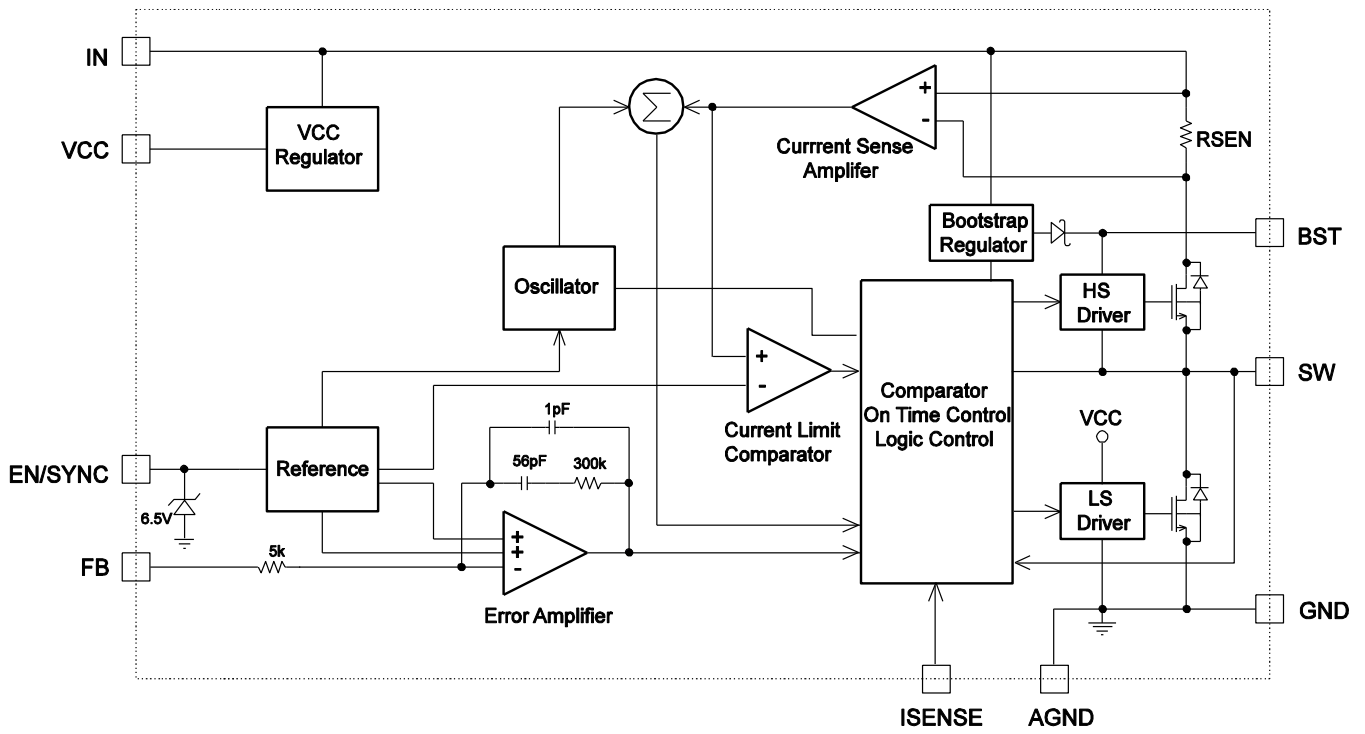 IN
VCC
Regulator
VCC
Σ
+
-
Currrent Sense
Amplifer
RSEN
Bootstrap
Regulator
BST
Oscillator
HS
Driver
SW
+
-
Current Limit
Comparator
Comparator
On Time Control
Logic Control
VCC
1pF
56pF
300k
EN/SYNC
Reference
6.5V
LS
Driver
FB
5k
+
+
-
Error Amplifier
GND
ISENSE
AGND